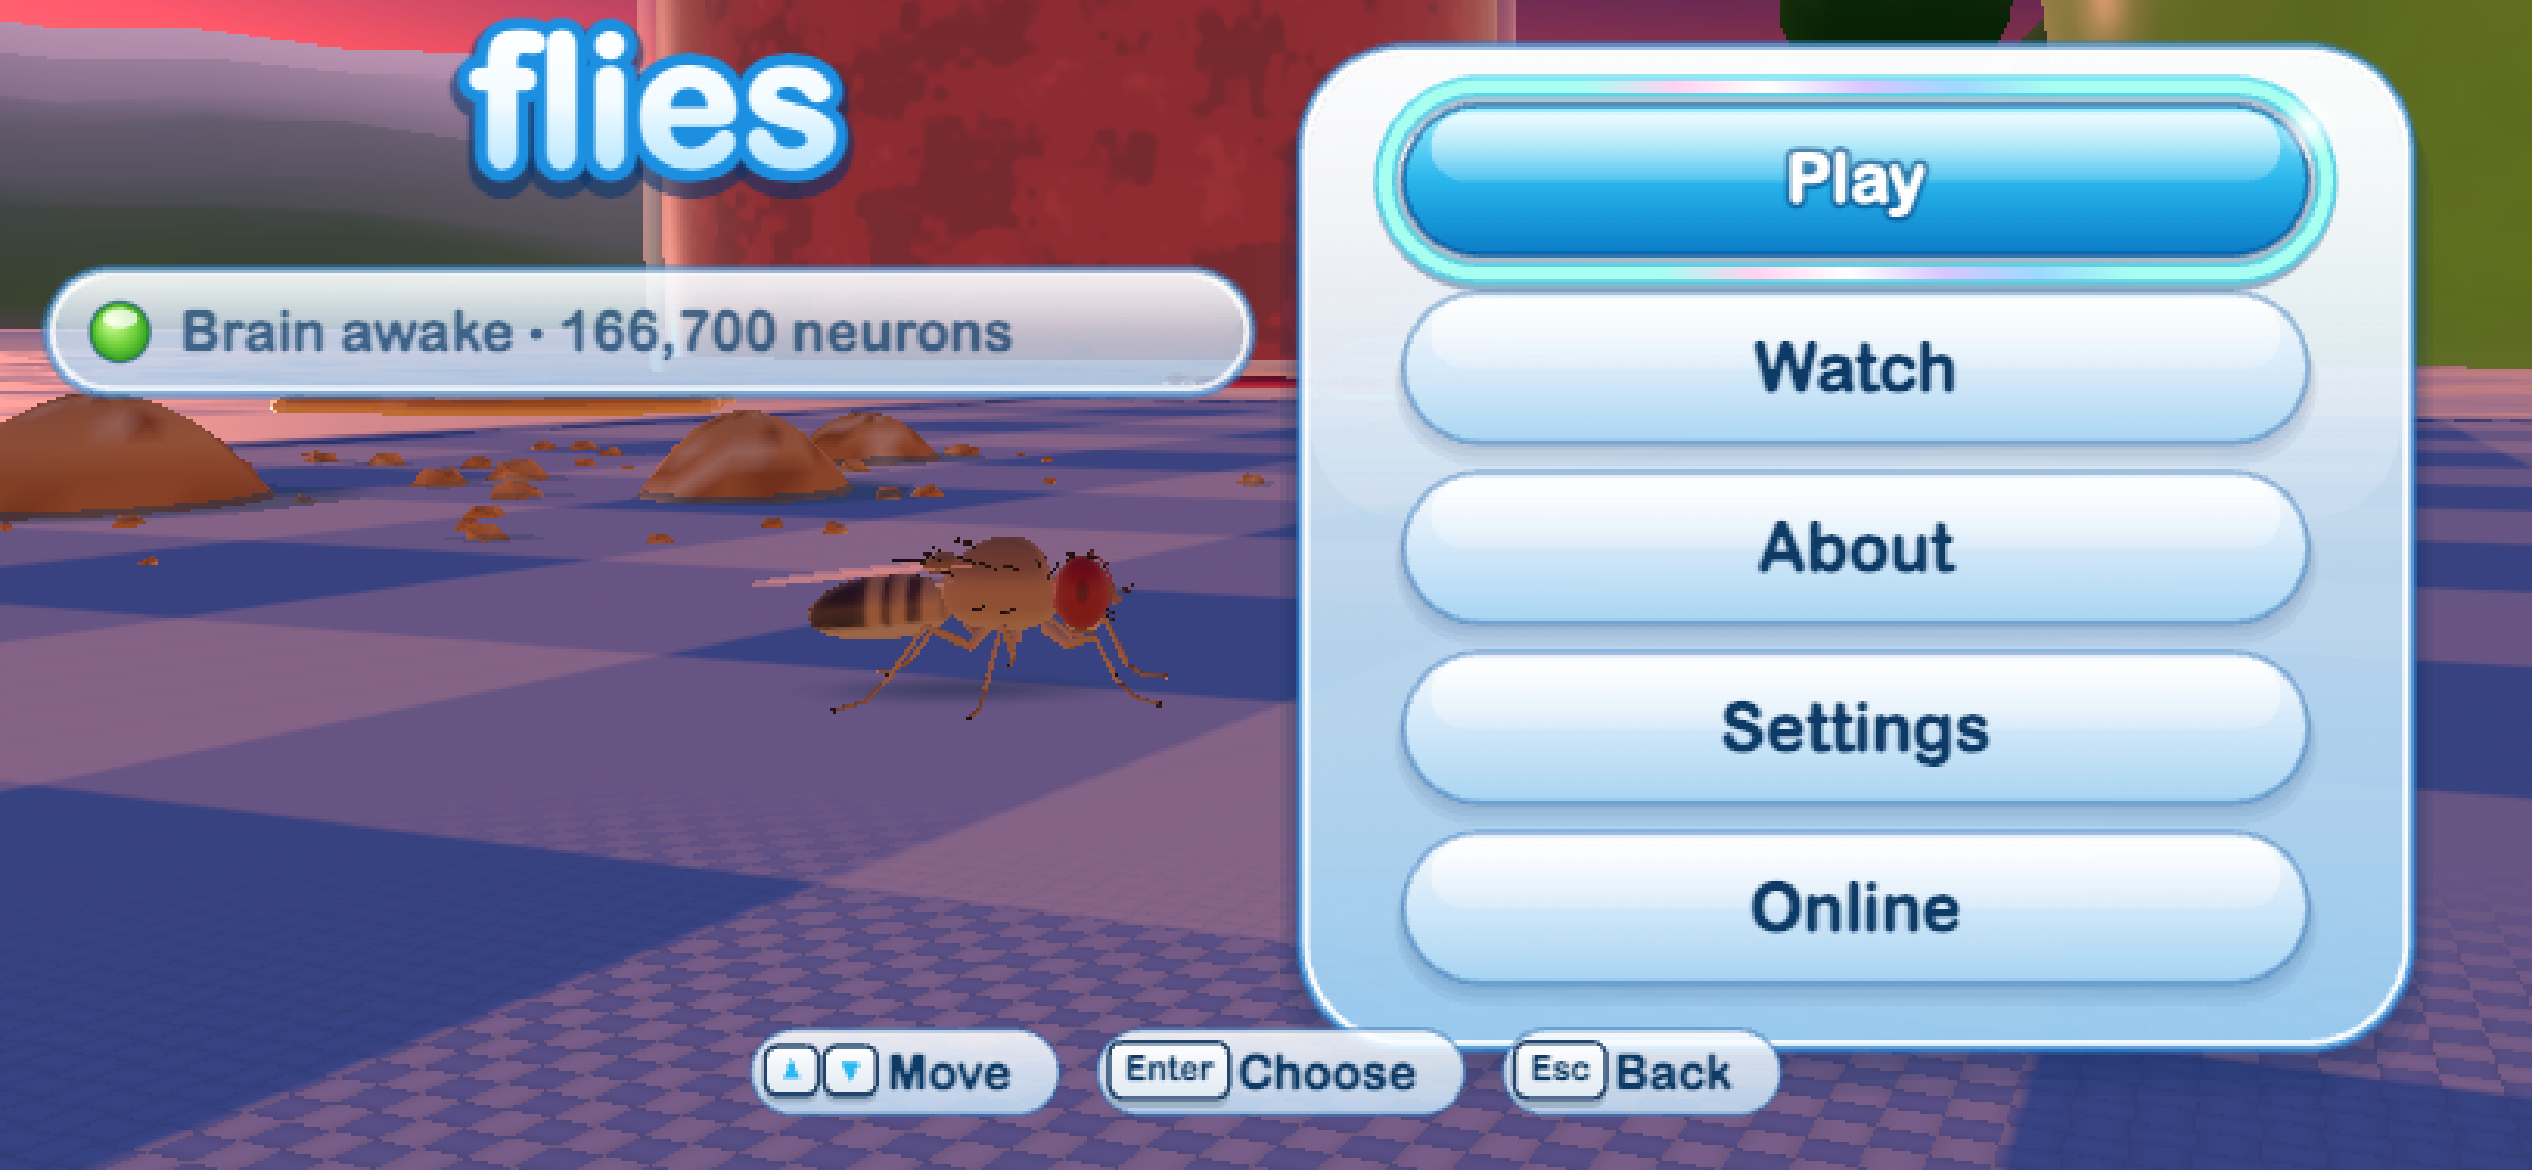 flies
Brain awake • 166,700 neurons
Play
Watch
About
Settings
Online
▲ ▼ Move Enter Choose Esc Back